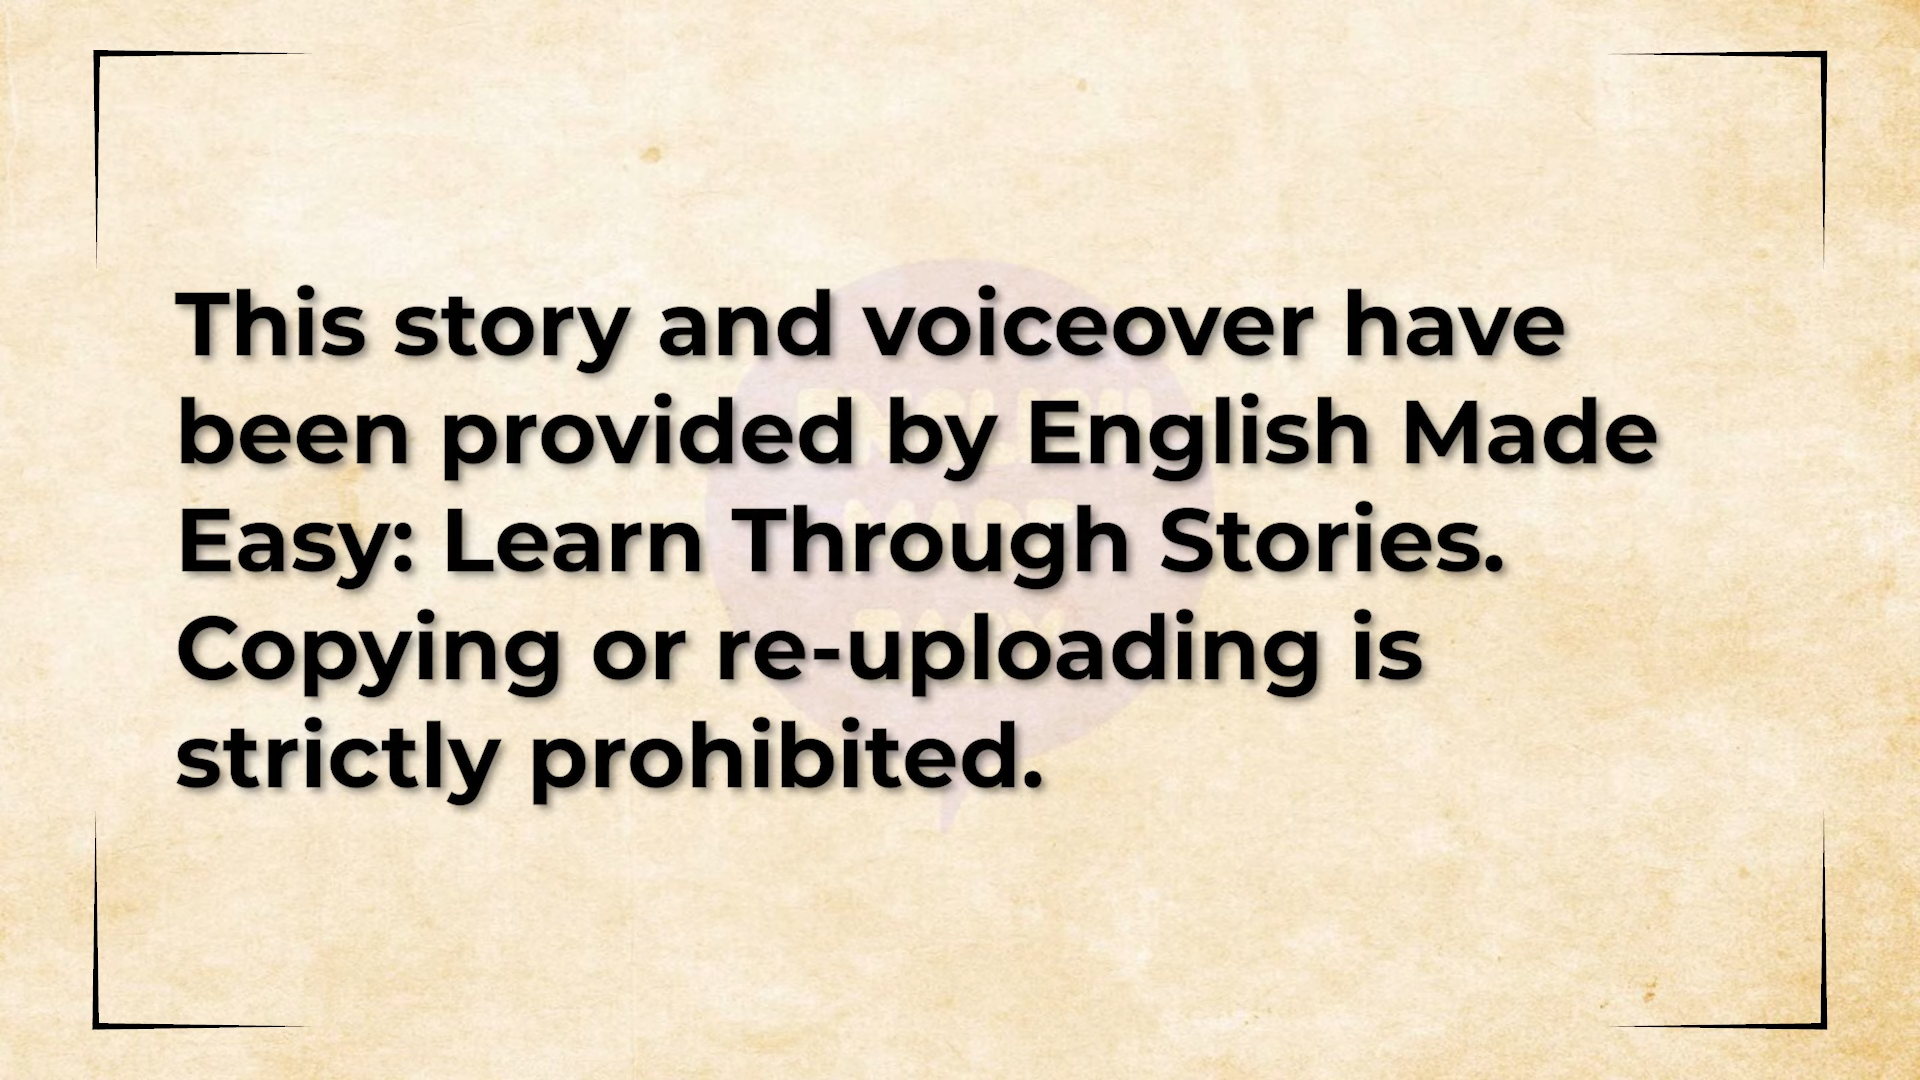 This story and voiceover have
been provided by English Made
Easy: Learn Through Stories.
Copying or re-uploading is
strictly prohibited.